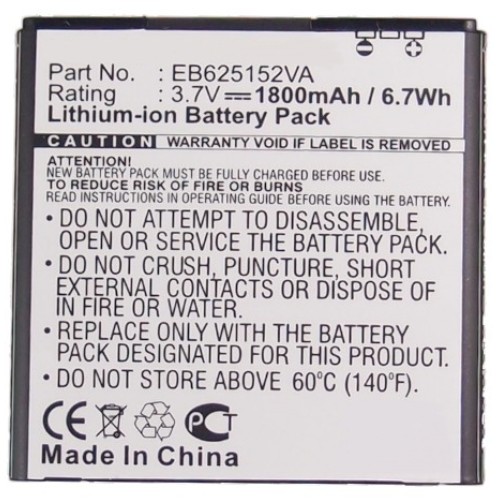 Part No. : EB625152VA
Rating : 3.7V 1800mAh / 6.7Wh
Lithium-ion Battery Pack
CAUTION WARRANTY VOID IF LABEL IS REMOVED
ATTENTION!
NEW BATTERY PACK MUST BE FULLY CHARGED BEFORE USE.
TO REDUCE RISK OF FIRE OR BURNS
READ INSTRUCTIONS IN OPERATING GUIDE BEFORE USING THIS BATTERY.
• DO NOT ATTEMPT TO DISASSEMBLE,
OPEN OR SERVICE THE BATTERY PACK.
• DO NOT CRUSH, PUNCTURE, SHORT
EXTERNAL CONTACTS OR DISPOSE OF
IN FIRE OR WATER.
• REPLACE ONLY WITH THE BATTERY
PACK DESIGNATED FOR THIS PRODUCT.
• DO NOT STORE ABOVE 60°C (140°F).
CE PCT
Made In China